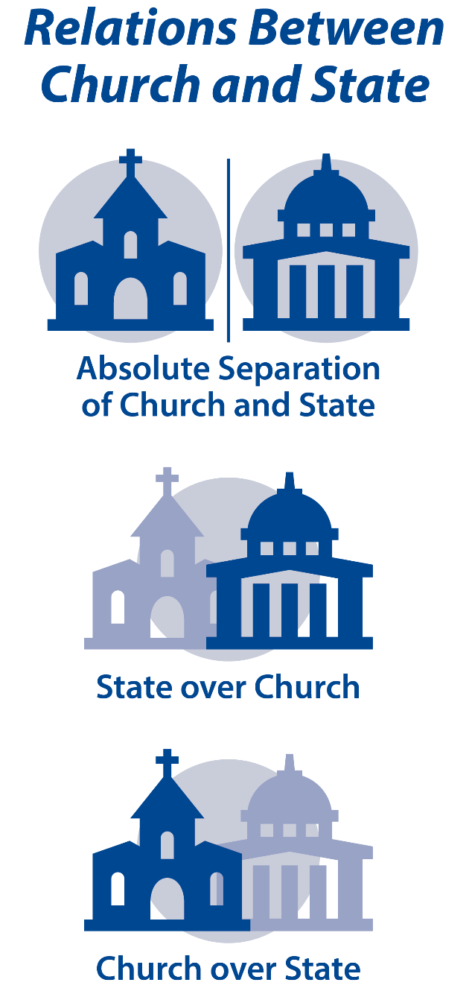 Relations Between
Church and State
Absolute Separation
of Church and State
State over Church
Church over State